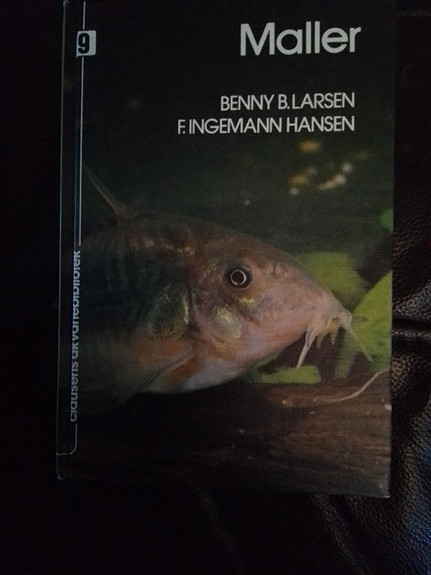 9
Maller
BENNY B. LARSEN
F. INGEMANN HANSEN
clausens akvariebibliotek